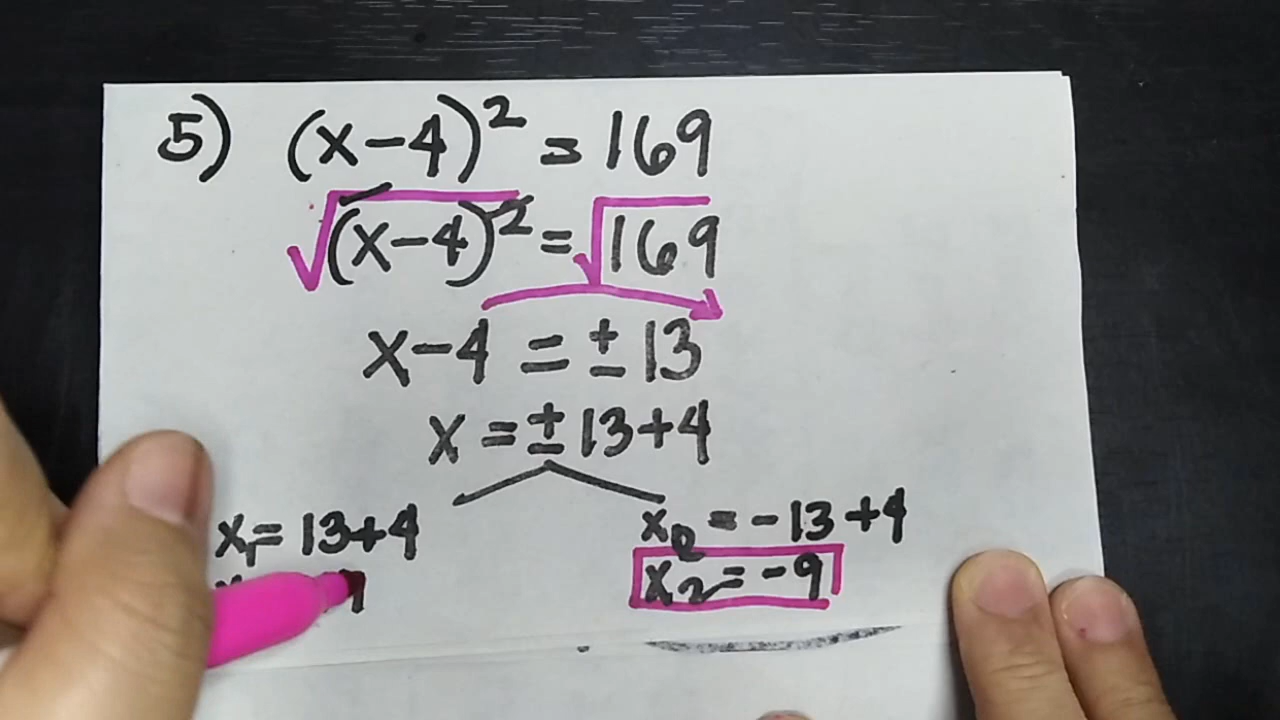 5) (x-4)² = 169
√(x-4)² = √169
x-4 = ±13
x = ±13+4
x₁ = 13+4
x₂ = -13+4
x₂ = -9